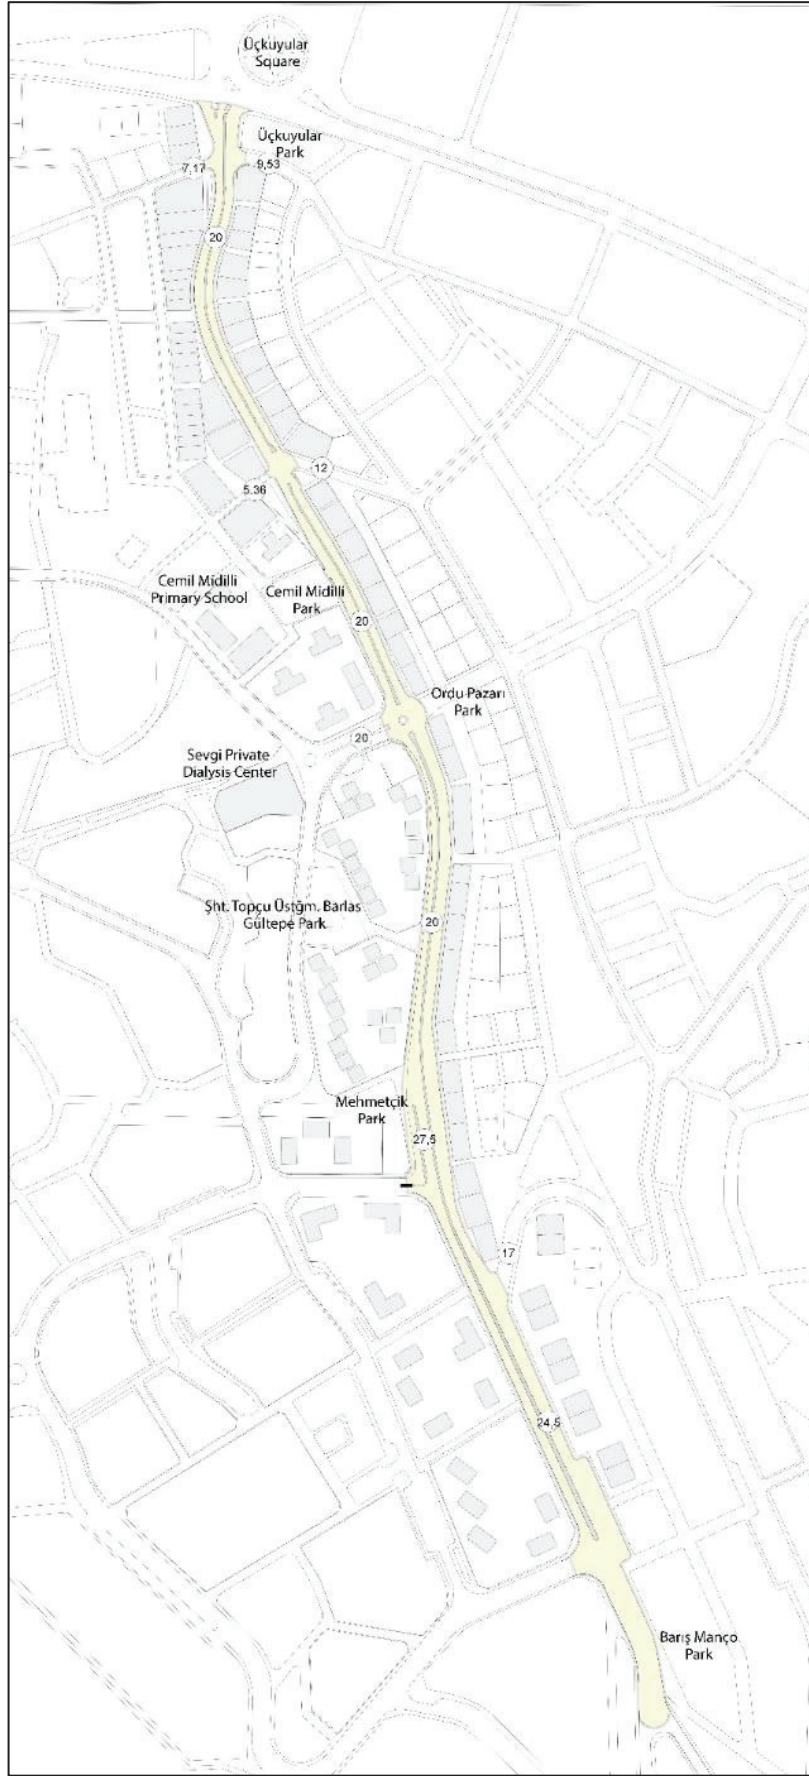 Üçkuyular
Square
Üçkuyular
Park
7,17
9,53
20
12
5,36
Cemil Midilli
Primary School
Cemil Midilli
Park
20
Ordu Pazarı
Park
20
Sevgi Private
Dialysis Center
Şht. Topçu Üstğm. Barlas
Gültepe Park
20
Mehmetçik
Park
27,5
17
24,5
Barış Manço
Park